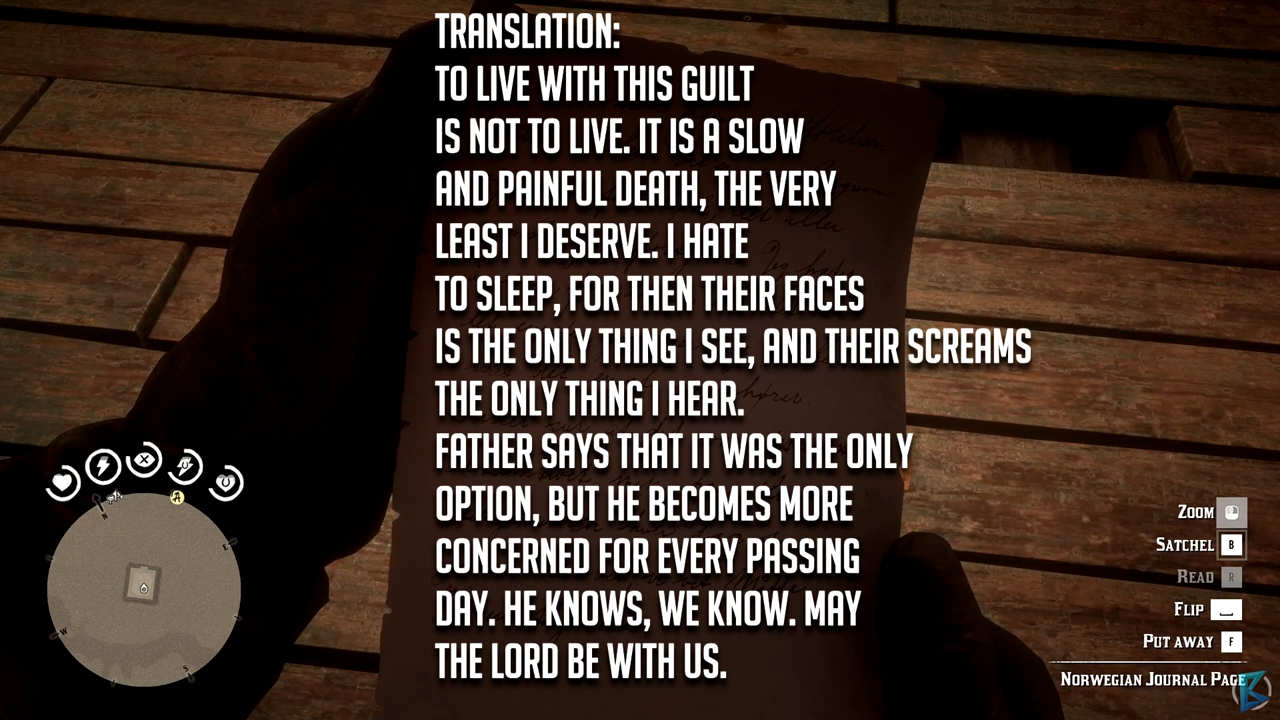 TRANSLATION:
TO LIVE WITH THIS GUILT
IS NOT TO LIVE. IT IS A SLOW
AND PAINFUL DEATH, THE VERY
LEAST I DESERVE. I HATE
TO SLEEP, FOR THEN THEIR FACES
IS THE ONLY THING I SEE, AND THEIR SCREAMS
THE ONLY THING I HEAR.
FATHER SAYS THAT IT WAS THE ONLY
OPTION, BUT HE BECOMES MORE
CONCERNED FOR EVERY PASSING
DAY. HE KNOWS, WE KNOW. MAY
THE LORD BE WITH US.
N
E
W
S
Zoom
Satchel B
Read R
Flip
Put away F
Norwegian Journal Page